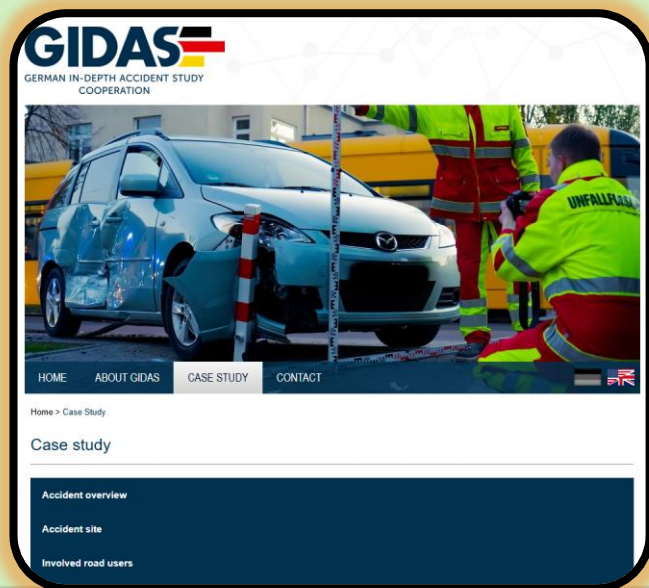 GIDAS
GERMAN IN-DEPTH ACCIDENT STUDY
COOPERATION
UNFALLFORSCHUNG
HOME ABOUT GIDAS CASE STUDY CONTACT
Home > Case Study
Case study
Accident overview
Accident site
Involved road users